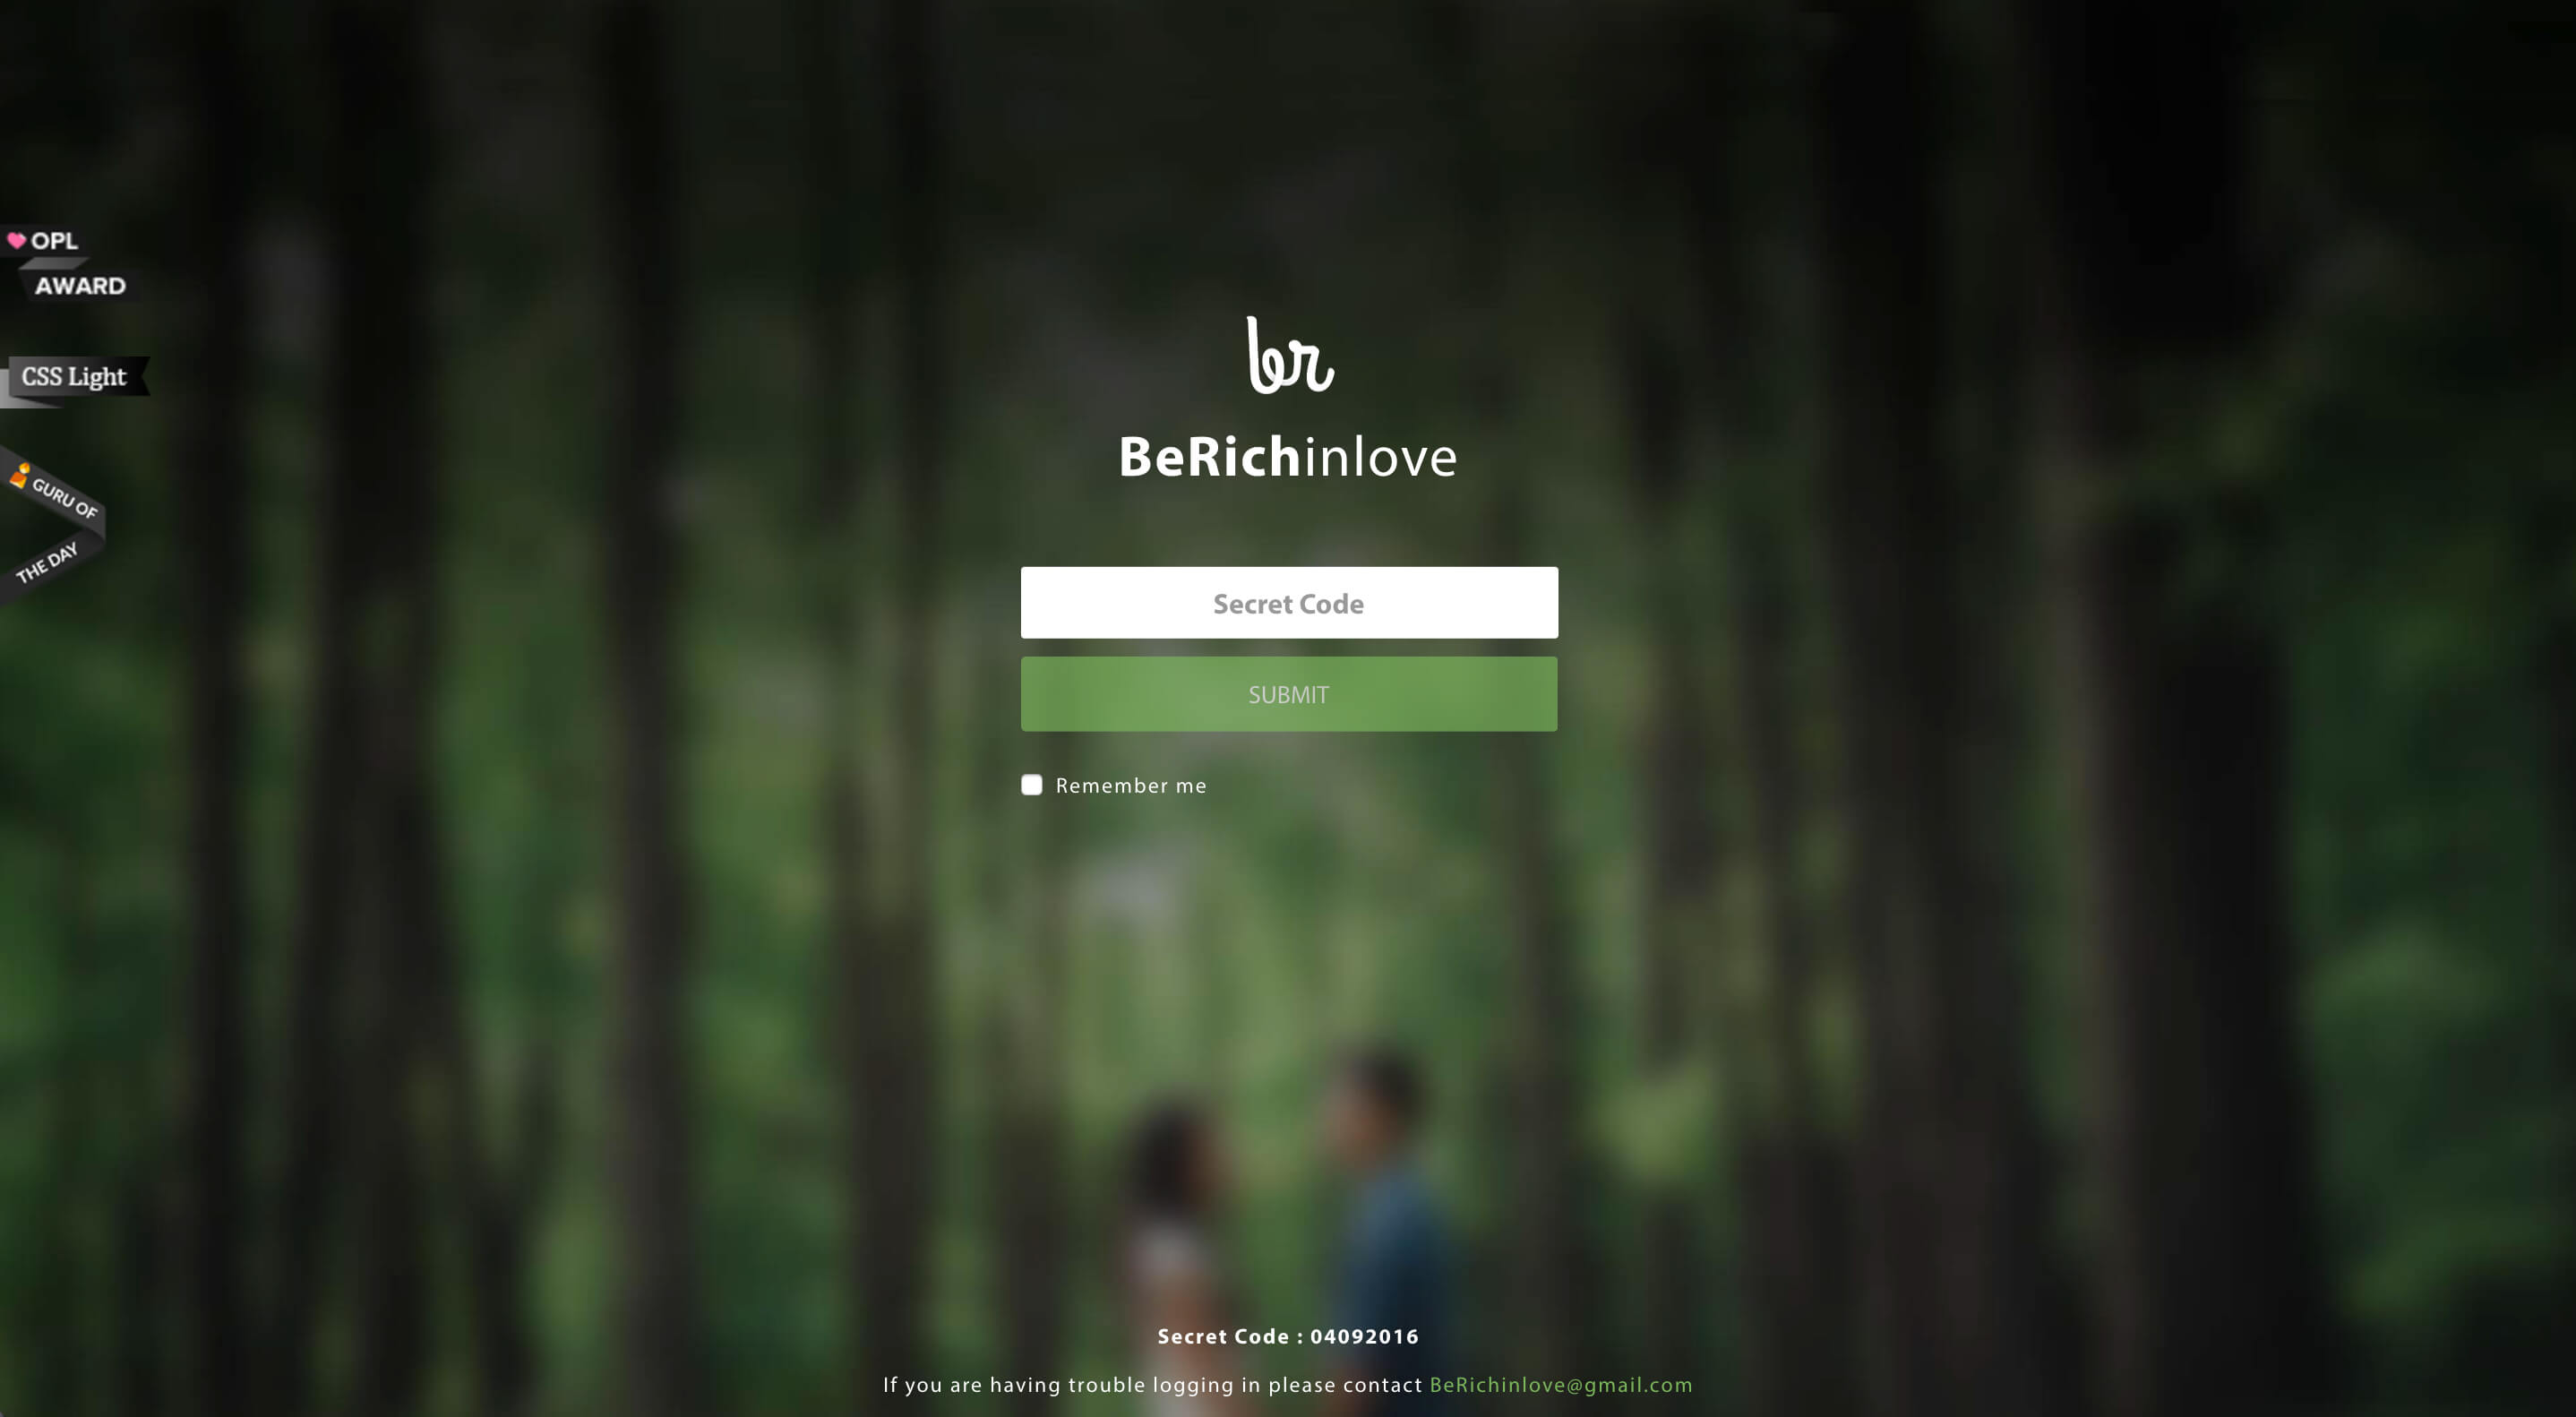 OPL
AWARD
CSS Light
GURU OF
THE DAY
br
BeRichinlove
Secret Code
SUBMIT
Remember me
Secret Code : 04092016
If you are having trouble logging in please contact BeRichinlove@gmail.com